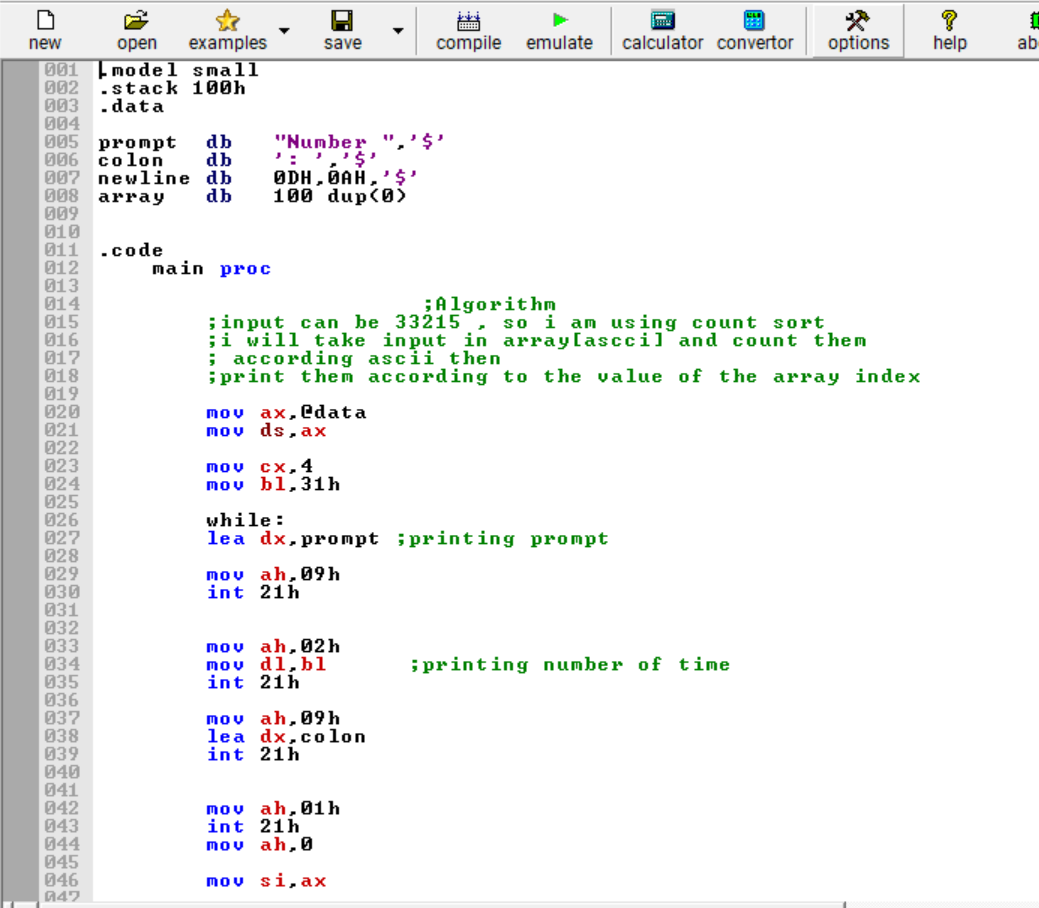 new open examples save compile emulate calculator convertor options help
001 .model small
002 .stack 100h
003 .data
004
005 prompt db "Number ",'$'
006 colon db ': ','$'
007 newline db 0DH,0AH,'$'
008 array db 100 dup(0)
009
010
011 .code
012 main proc
013
014 ;Algorithm
015 ;input can be 33215 , so i am using count sort
016 ;i will take input in array[ascci] and count them
017 ; according ascii then
018 ;print them according to the value of the array index
019
020 mov ax,@data
021 mov ds,ax
022
023 mov cx,4
024 mov bl,31h
025
026 while:
027 lea dx,prompt ;printing prompt
028
029 mov ah,09h
030 int 21h
031
032
033 mov ah,02h
034 mov dl,bl ;printing number of time
035 int 21h
036
037 mov ah,09h
038 lea dx,colon
039 int 21h
040
041
042 mov ah,01h
043 int 21h
044 mov ah,0
045
046 mov si,ax
047